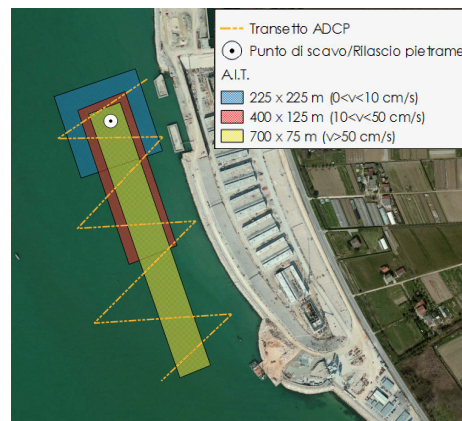 Transetto ADCP
Punto di scavo/Rilascio pietrame
A.I.T.
225 x 225 m (0<v<10 cm/s)
400 x 125 m (10<v<50 cm/s)
700 x 75 m (v>50 cm/s)